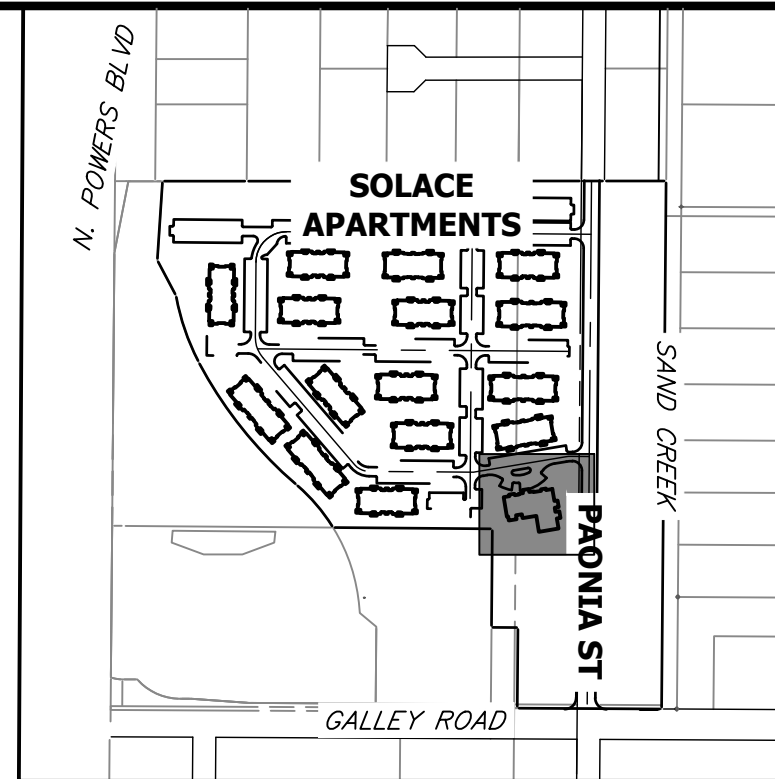 N. POWERS BLVD
SOLACE
APARTMENTS
SAND CREEK
PAONIA ST
GALLEY ROAD